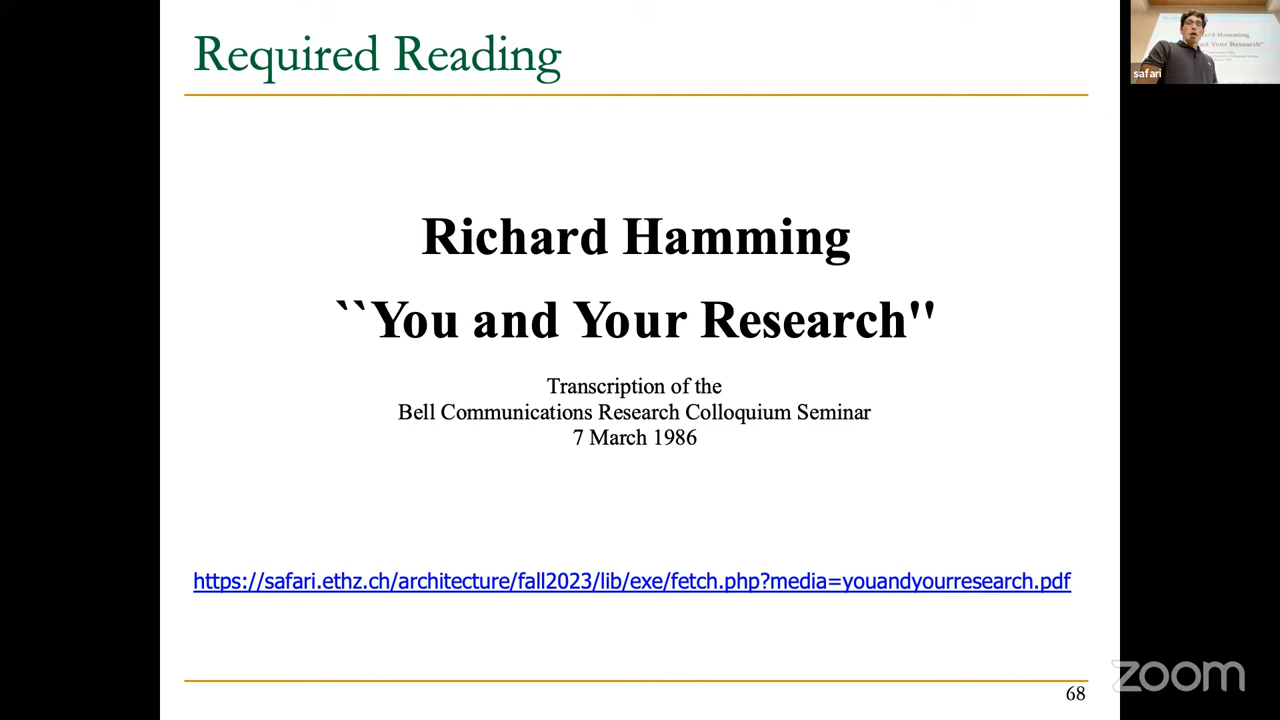 Required Reading
safari
Richard Hamming
``You and Your Research''
Transcription of the
Bell Communications Research Colloquium Seminar
7 March 1986
https://safari.ethz.ch/architecture/fall2023/lib/exe/fetch.php?media=youandyourresearch.pdf
68
zoom